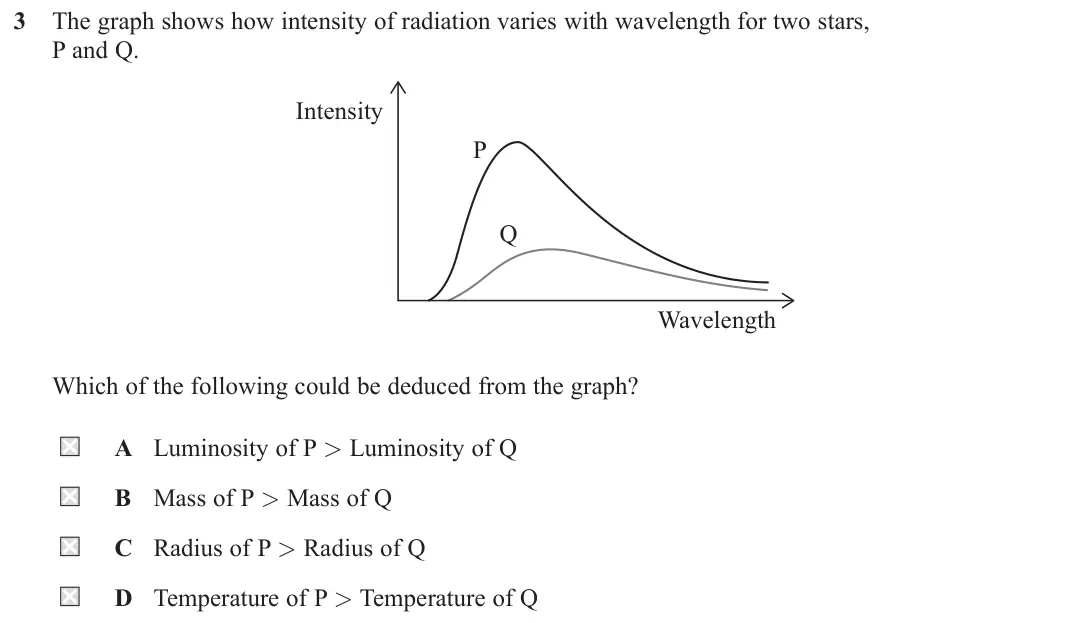 3 The graph shows how intensity of radiation varies with wavelength for two stars,
P and Q.
Intensity
P
Q
Wavelength
Which of the following could be deduced from the graph?
A Luminosity of P > Luminosity of Q
B Mass of P > Mass of Q
C Radius of P > Radius of Q
D Temperature of P > Temperature of Q